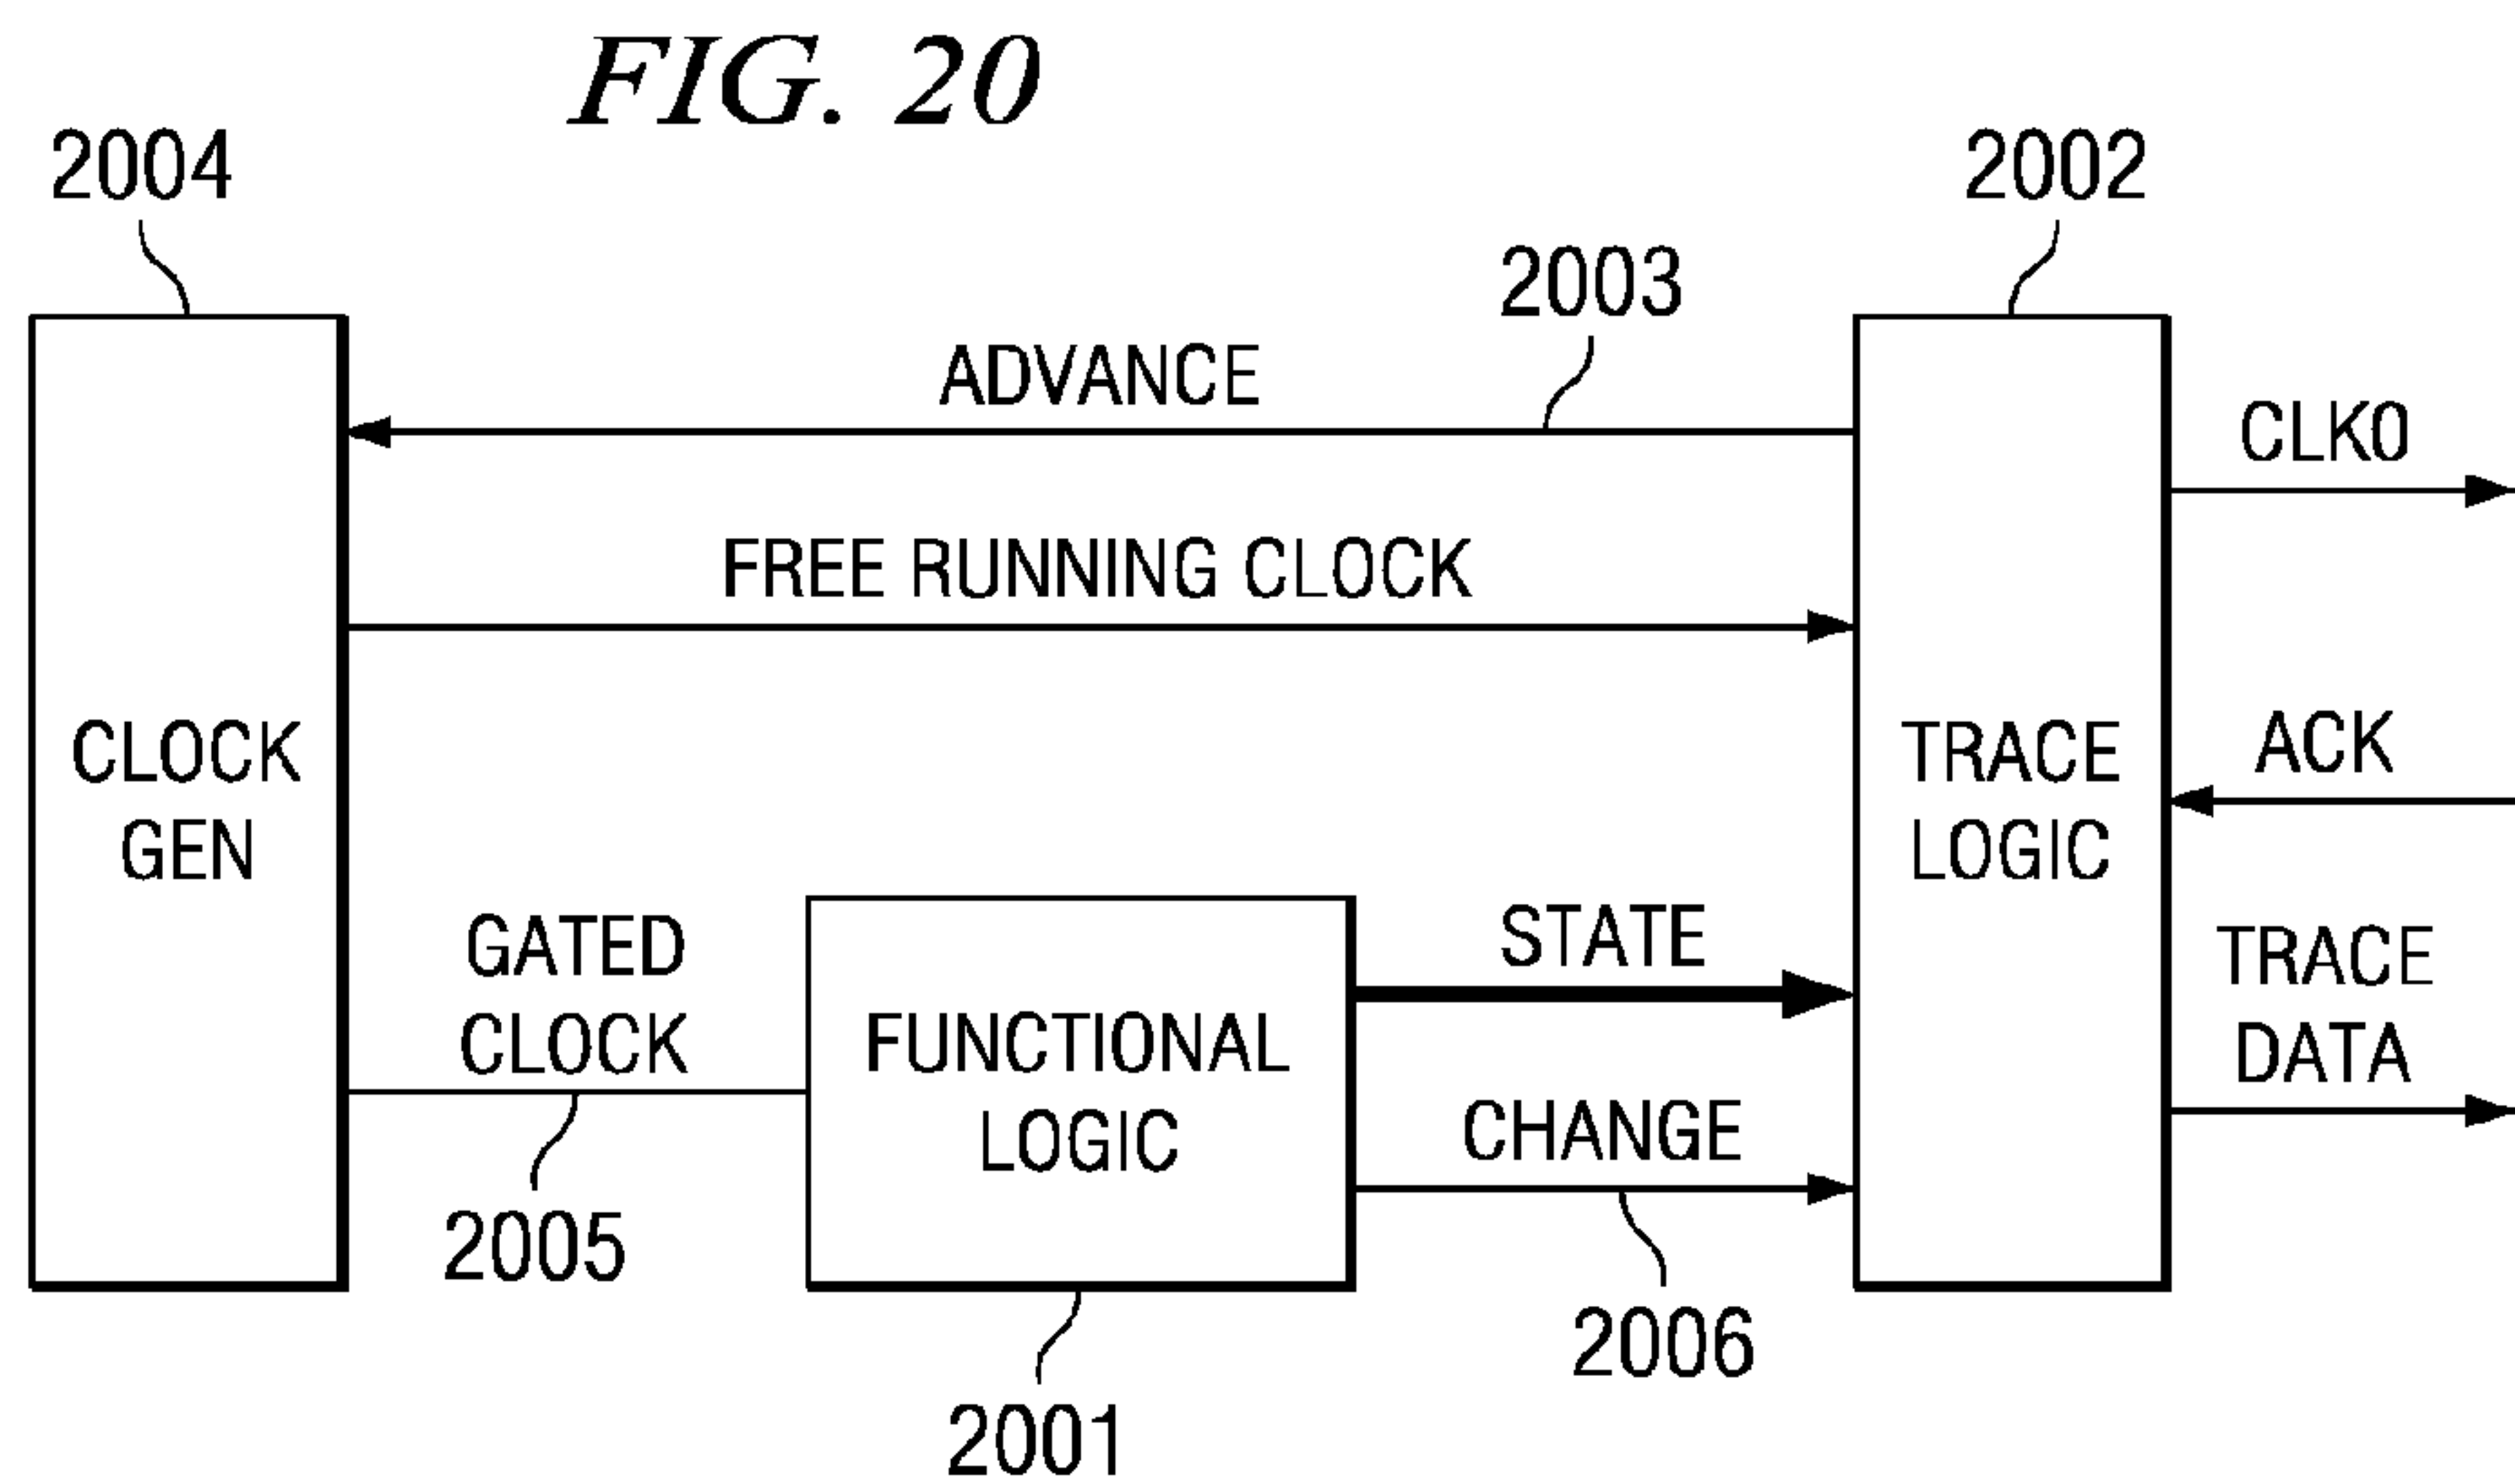 FIG. 20
2004
2002
2003
ADVANCE
CLKO
FREE RUNNING CLOCK
CLOCK
GEN
TRACE
LOGIC
ACK
GATED
CLOCK
FUNCTIONAL
LOGIC
STATE
TRACE
DATA
CHANGE
2005
2006
2001